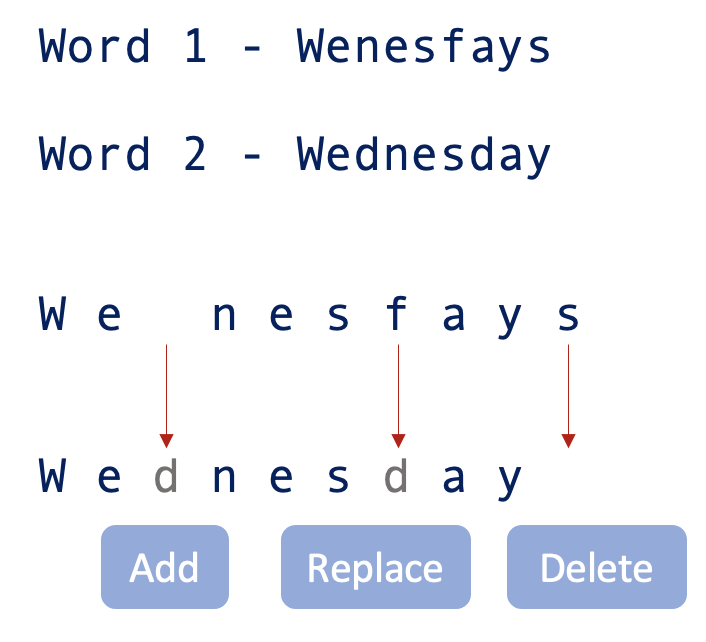 Word 1 - Wenesfays
Word 2 - Wednesday
W e n e s f a y s
W e d n e s d a y
Add Replace Delete